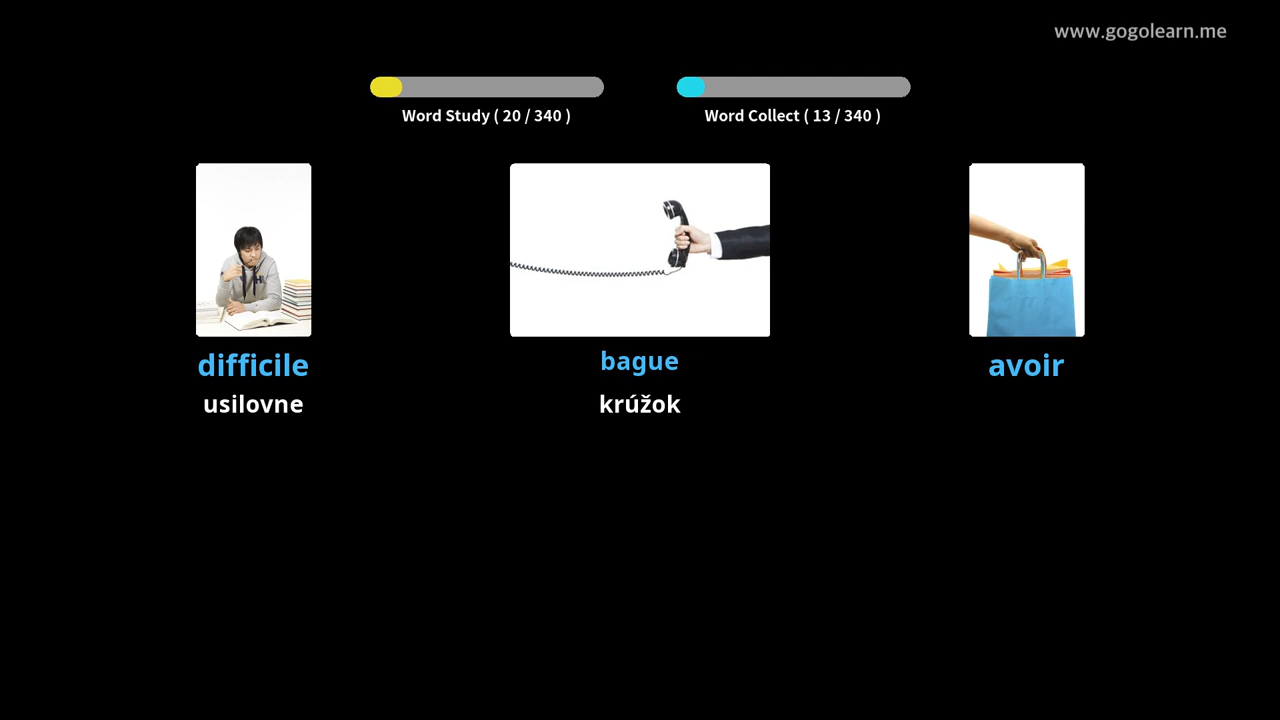 www.gogolearn.me
Word Study ( 20 / 340 )
Word Collect ( 13 / 340 )
difficile
bague
avoir
usilovne
krúžok